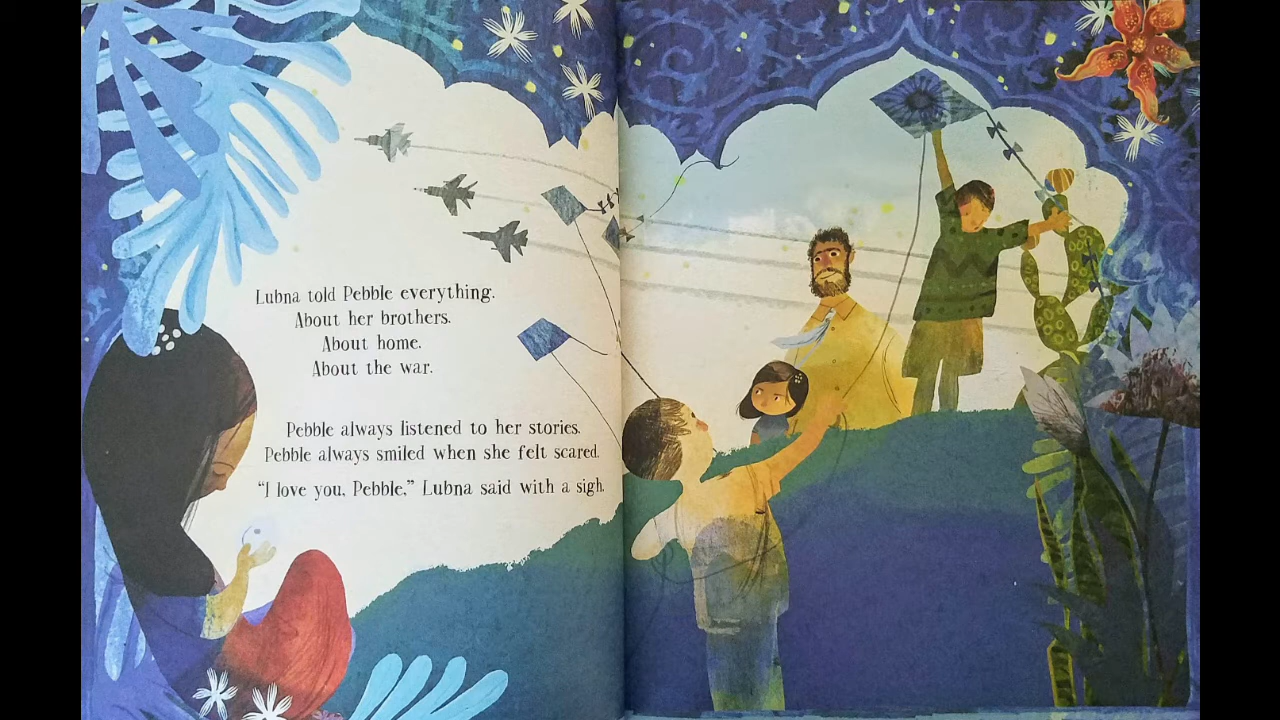 Lubna told Pebble everything.
About her brothers.
About home.
About the war.
Pebble always listened to her stories.
Pebble always smiled when she felt scared.
“I love you, Pebble,” Lubna said with a sigh.